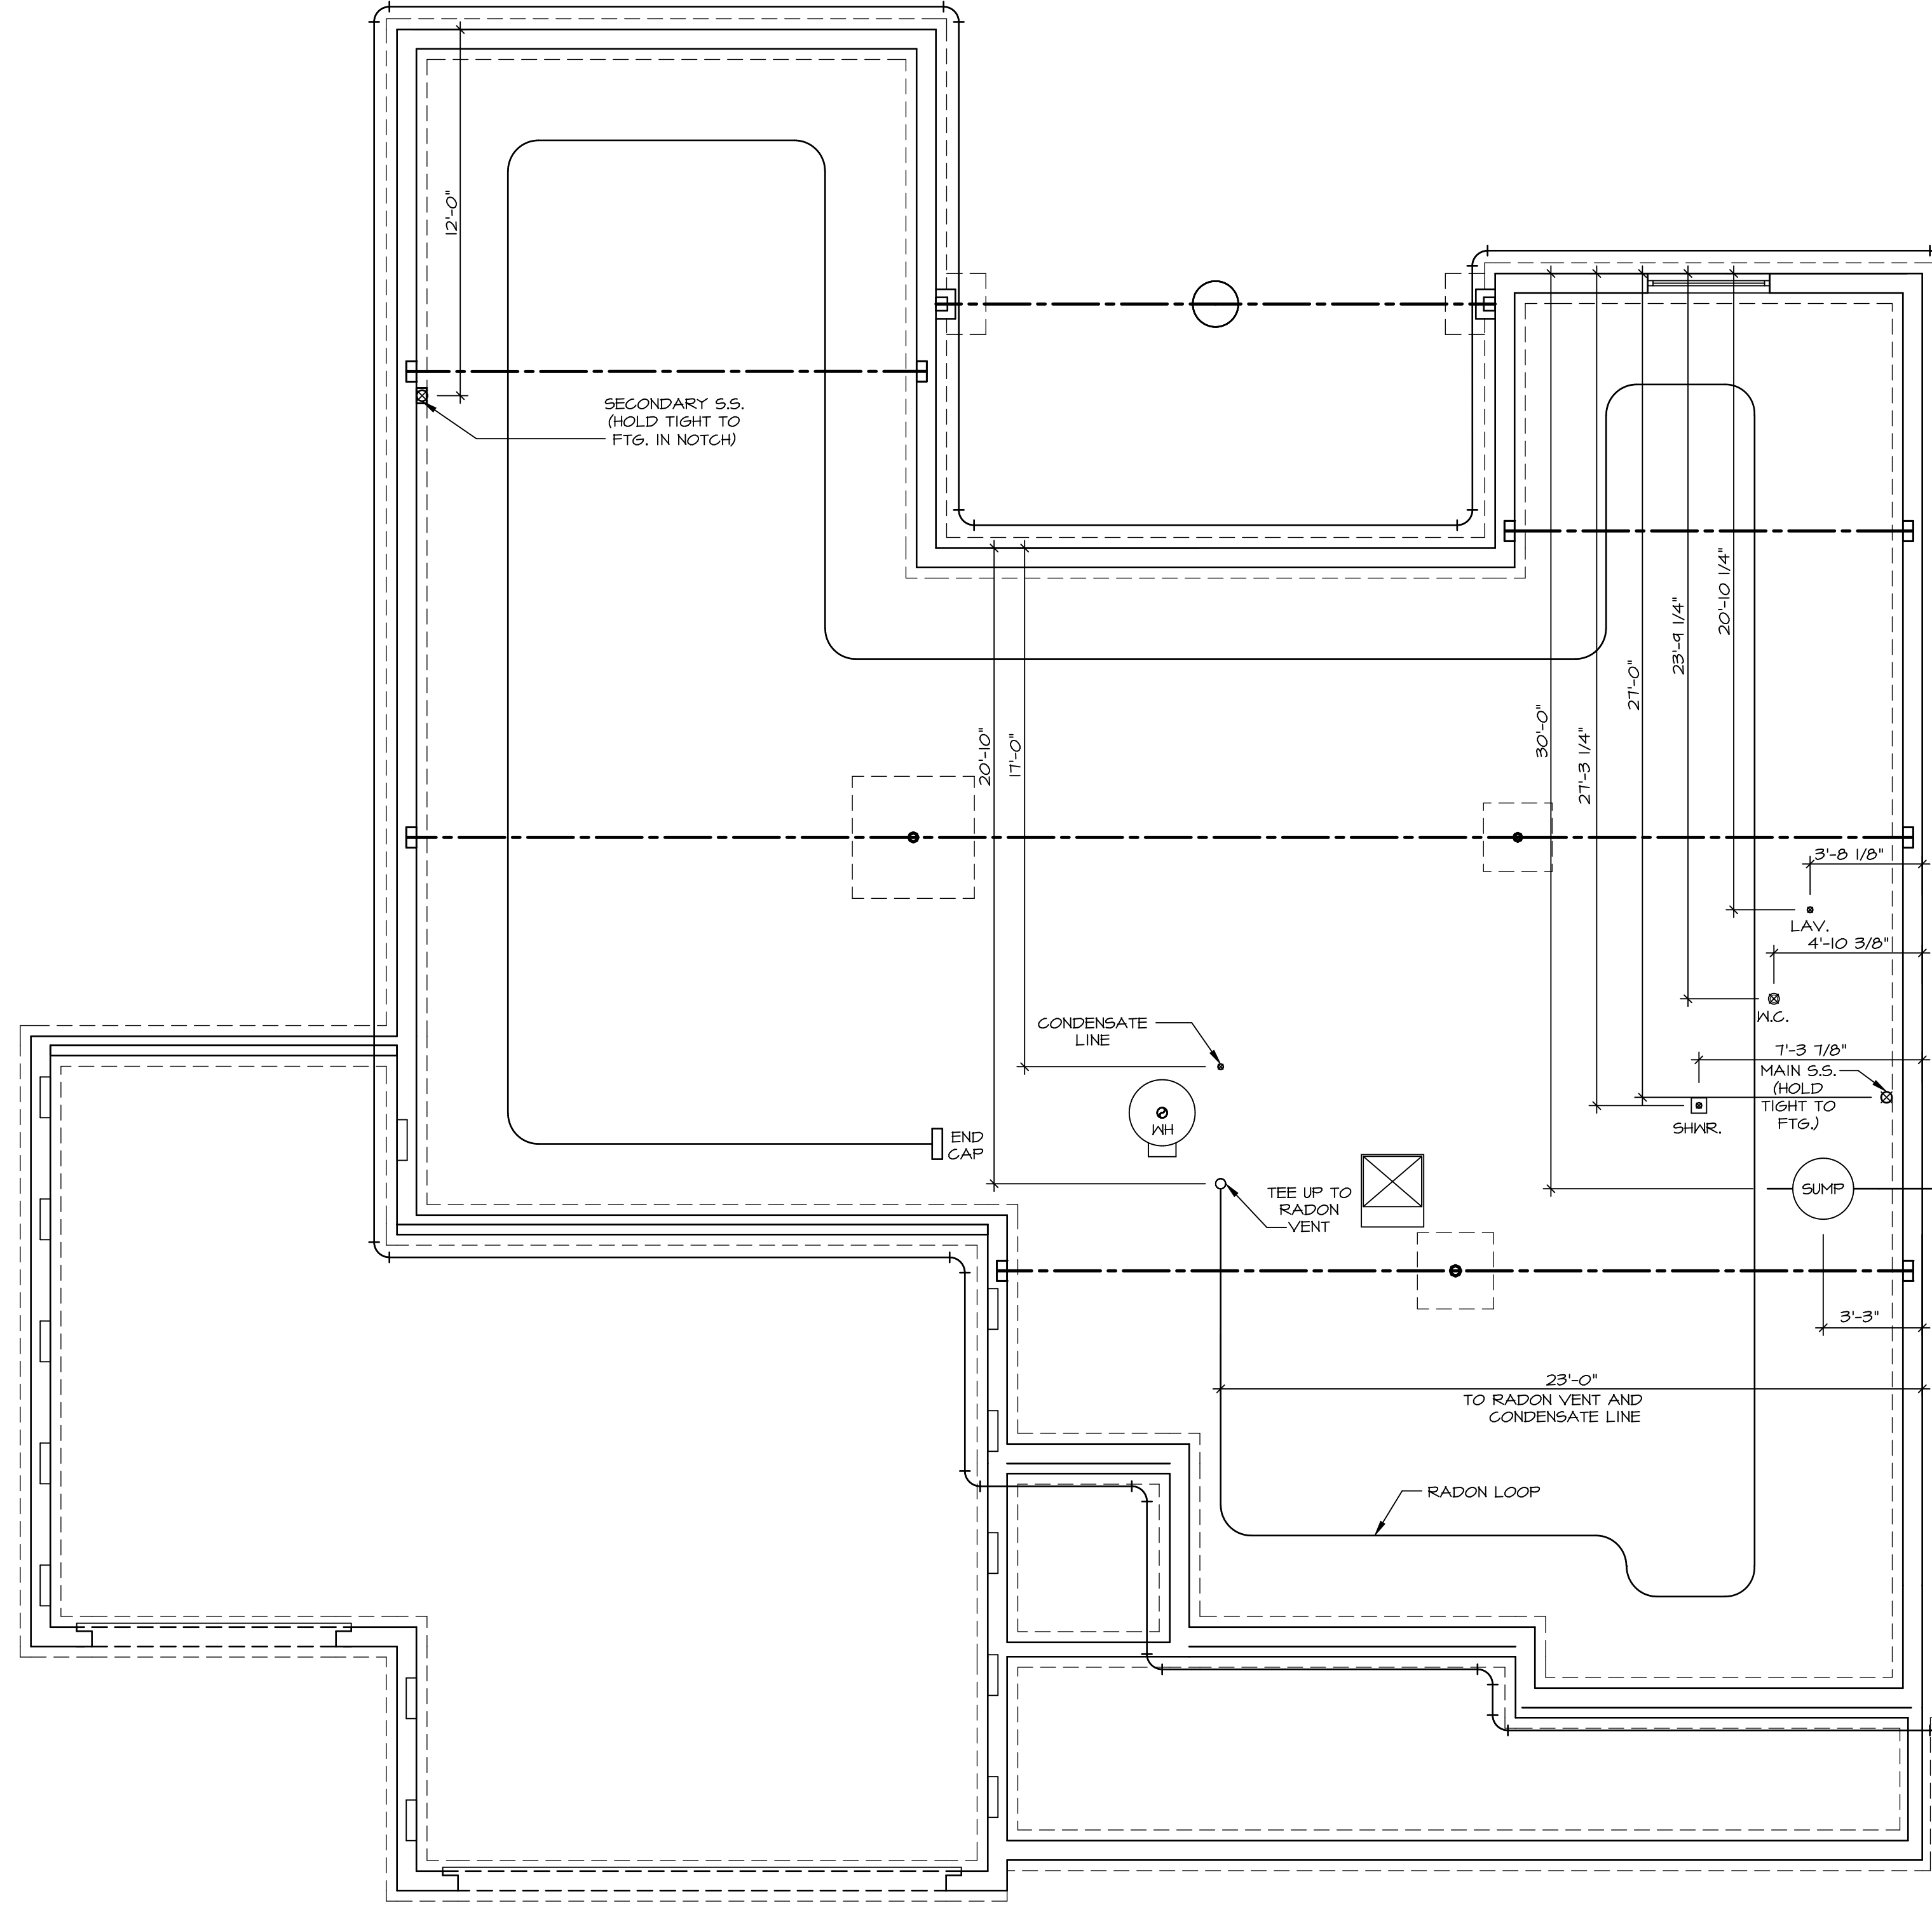 12'-0"
SECONDARY S.S.
(HOLD TIGHT TO
FTG. IN NOTCH)
20'-10 1/4"
23'-9 1/4"
27'-0"
30'-0"
27'-3 1/4"
20'-10"
17'-0"
3'-8 1/8"
LAV.
4'-10 3/8"
W.C.
CONDENSATE
LINE
7'-3 7/8"
MAIN S.S.
(HOLD
TIGHT TO
FTG.)
SHWR.
WH
END
CAP
SUMP
TEE UP TO
RADON
VENT
3'-3"
23'-0"
TO RADON VENT AND
CONDENSATE LINE
RADON LOOP